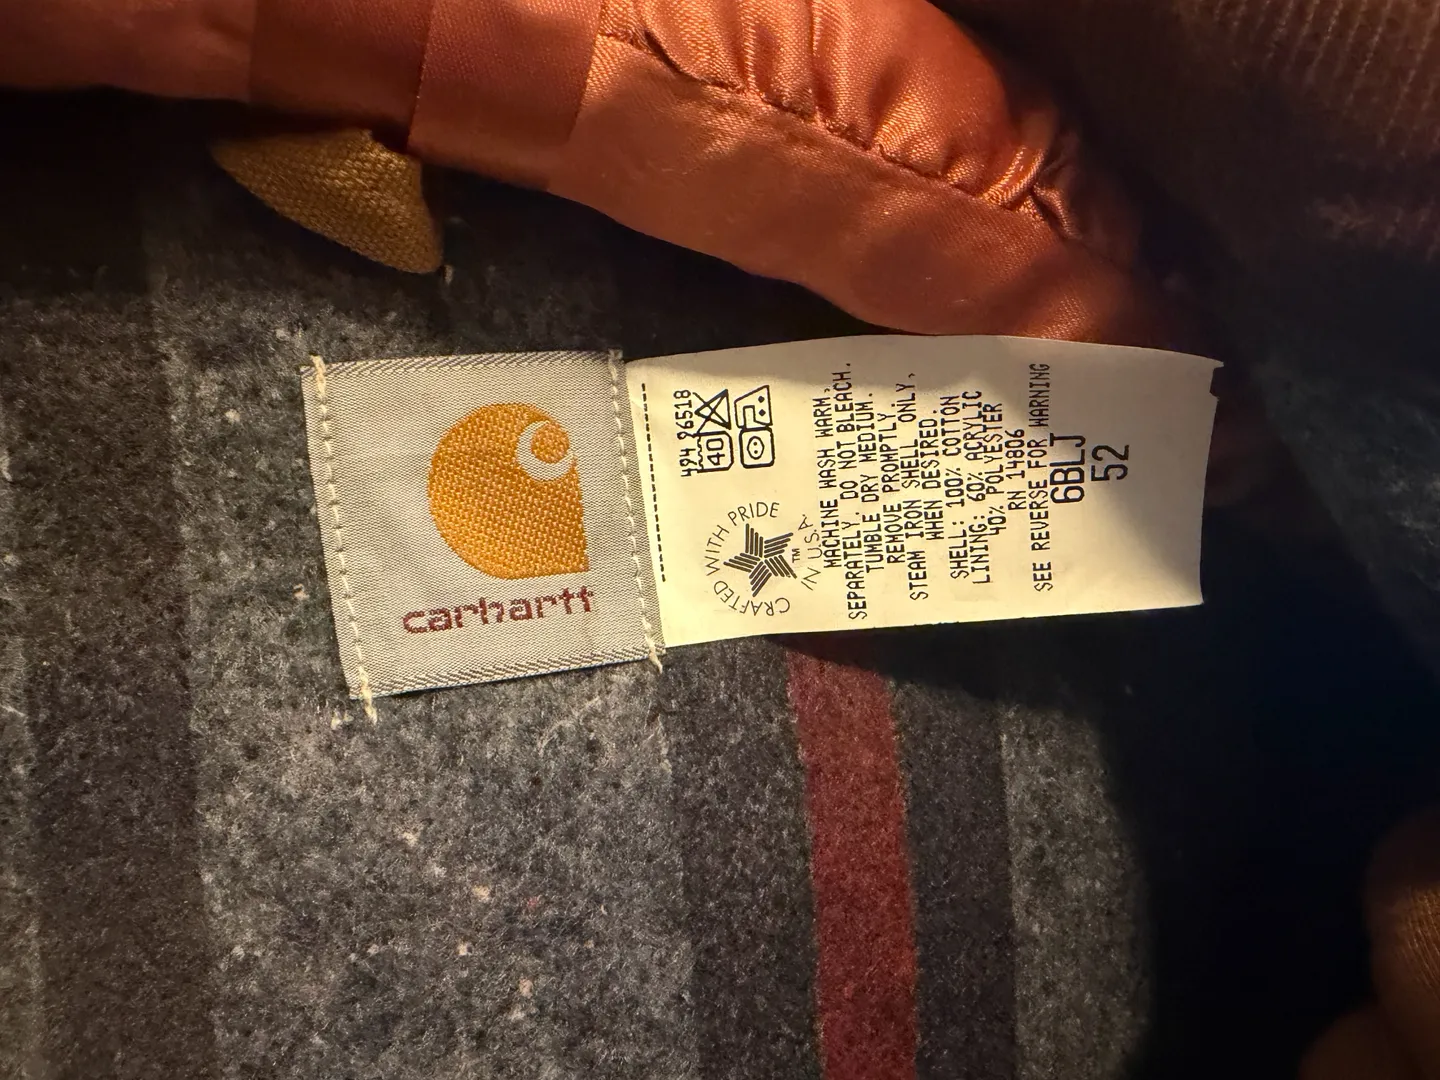 carhartt
494 96518
40
CRAFTED WITH PRIDE
IN U.S.A.
TM
MACHINE WASH WARM,
SEPARATELY. DO NOT BLEACH.
TUMBLE DRY MEDIUM.
REMOVE PROMPTLY
STEAM IRON SHELL ONLY,
WHEN DESIRED.
SHELL: 100% COTTON
LINING: 60% ACRYLIC
40% POLYESTER
RN 14806
SEE REVERSE FOR WARNING
6BLJ
52